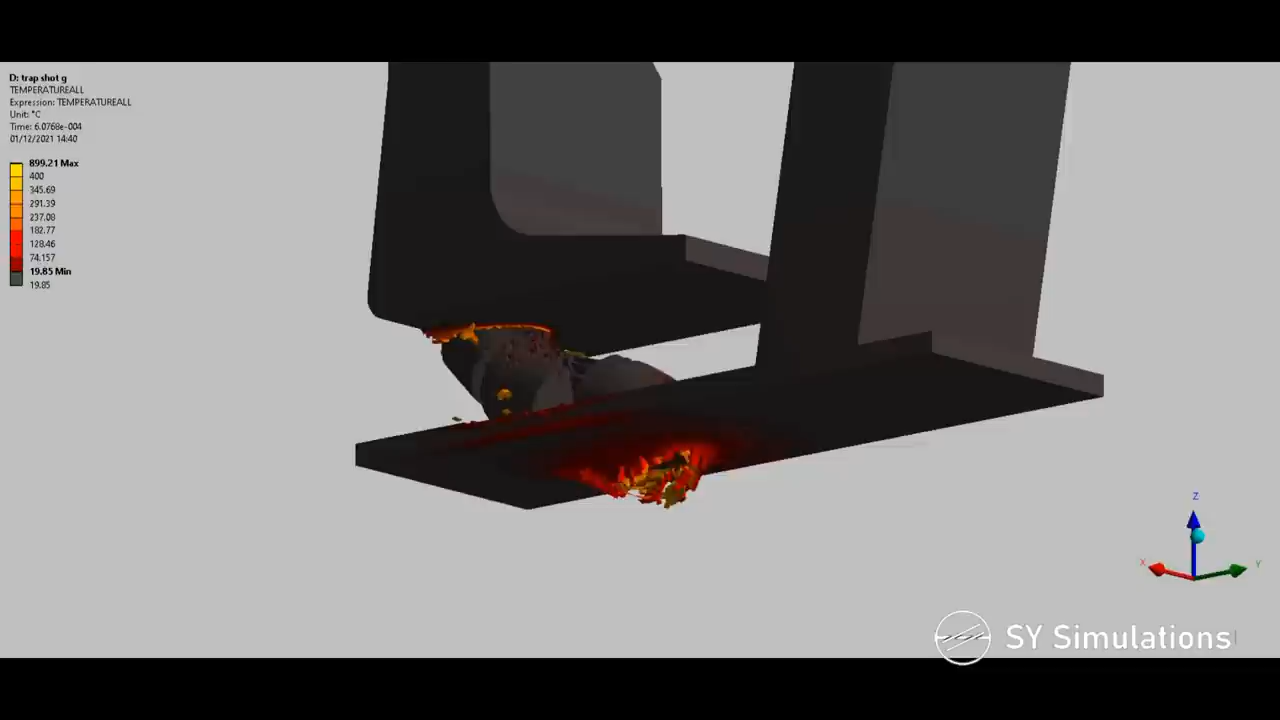 D: trap shot g
TEMPERATUREALL
Expression: TEMPERATUREALL
Unit: °C
Time: 6.0768e-004
01/12/2021 14:40
899.21 Max
400
345.69
291.39
237.08
182.77
128.46
74.157
19.85 Min
19.85
Z
X
Y
SY Simulations